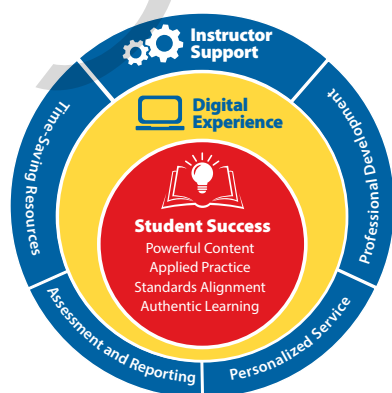 Instructor
Support
Time-Saving Resources
Professional Development
Digital
Experience
Student Success
Powerful Content
Applied Practice
Standards Alignment
Authentic Learning
Assessment and Reporting
Personalized Service